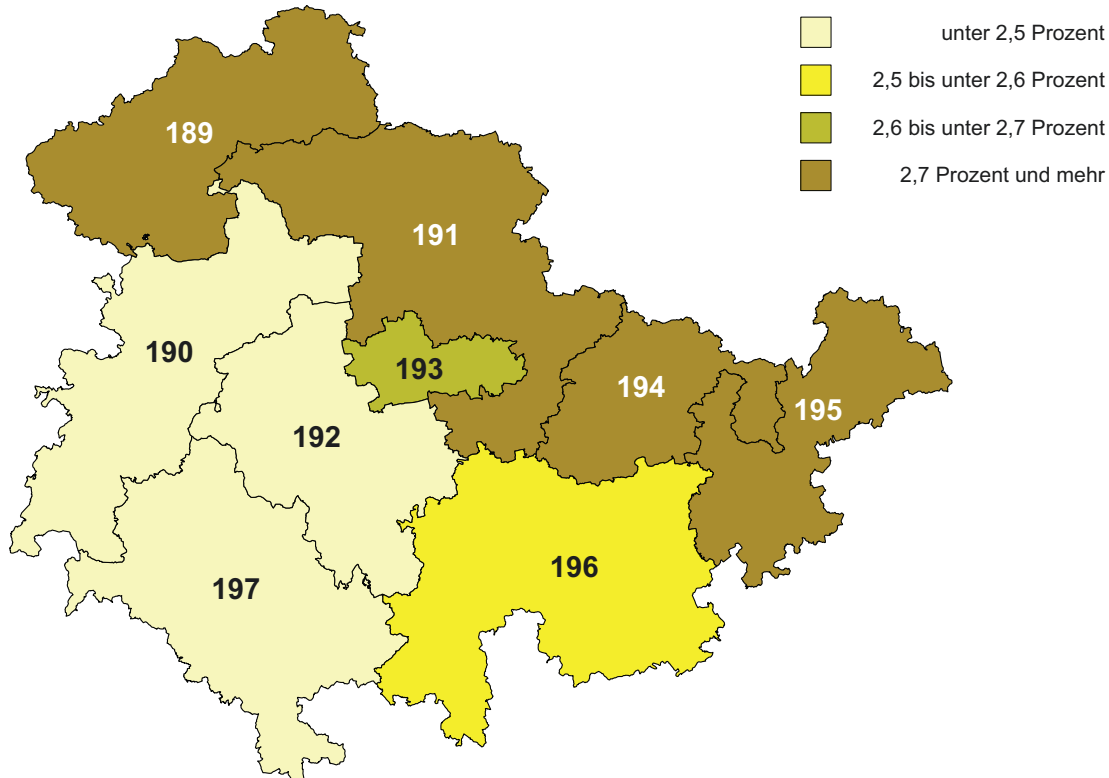 unter 2,5 Prozent
2,5 bis unter 2,6 Prozent
2,6 bis unter 2,7 Prozent
2,7 Prozent und mehr
189
191
190
193
194
195
192
196
197